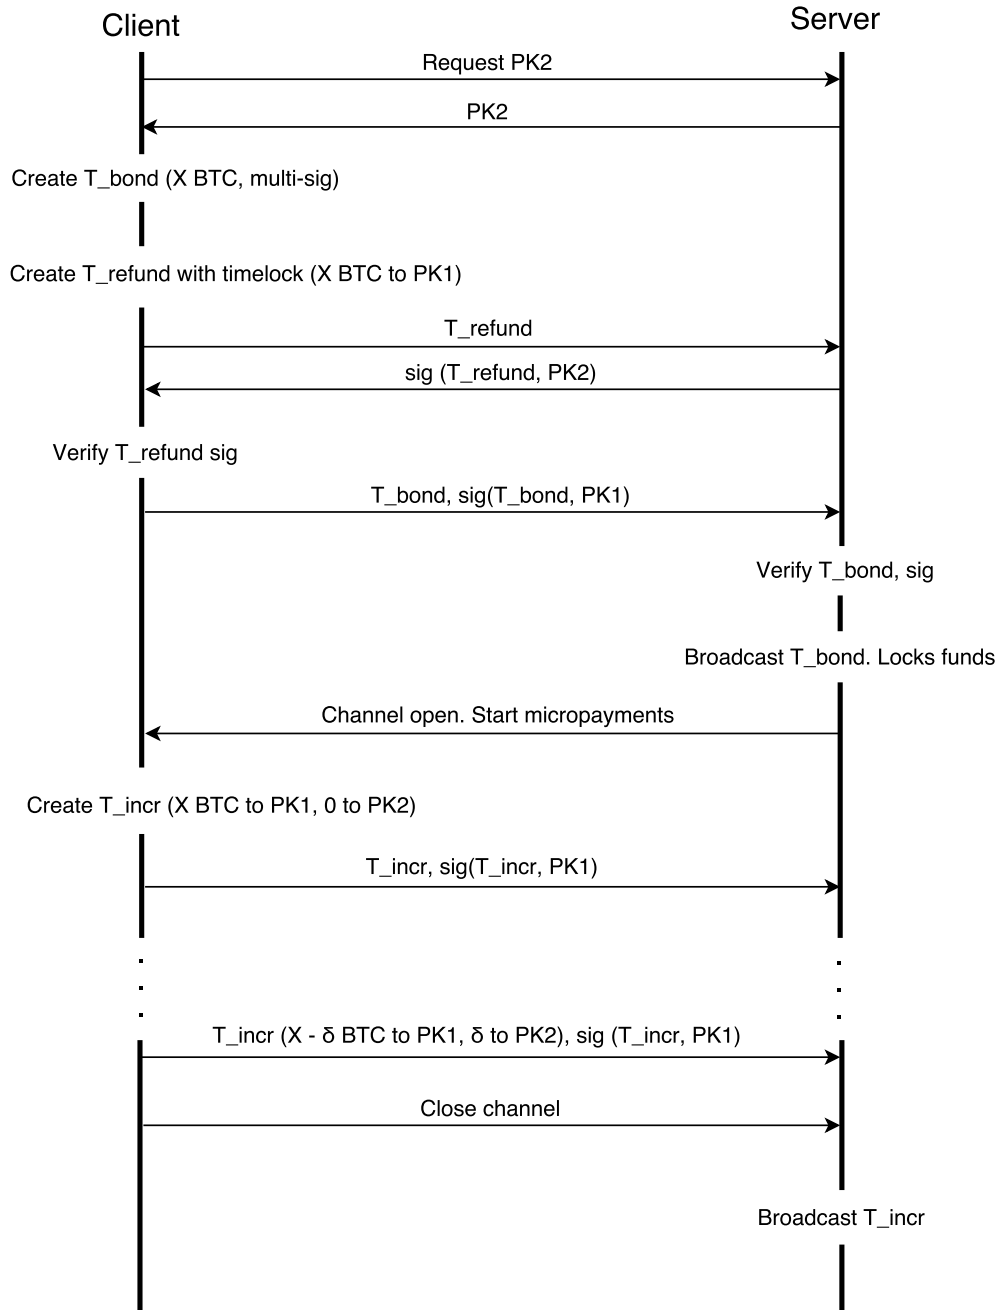 Client
Server
Request PK2
PK2
Create T_bond (X BTC, multi-sig)
Create T_refund with timelock (X BTC to PK1)
T_refund
sig (T_refund, PK2)
Verify T_refund sig
T_bond, sig(T_bond, PK1)
Verify T_bond, sig
Broadcast T_bond. Locks funds
Channel open. Start micropayments
Create T_incr (X BTC to PK1, 0 to PK2)
T_incr, sig(T_incr, PK1)
T_incr (X - δ BTC to PK1, δ to PK2), sig (T_incr, PK1)
Close channel
Broadcast T_incr